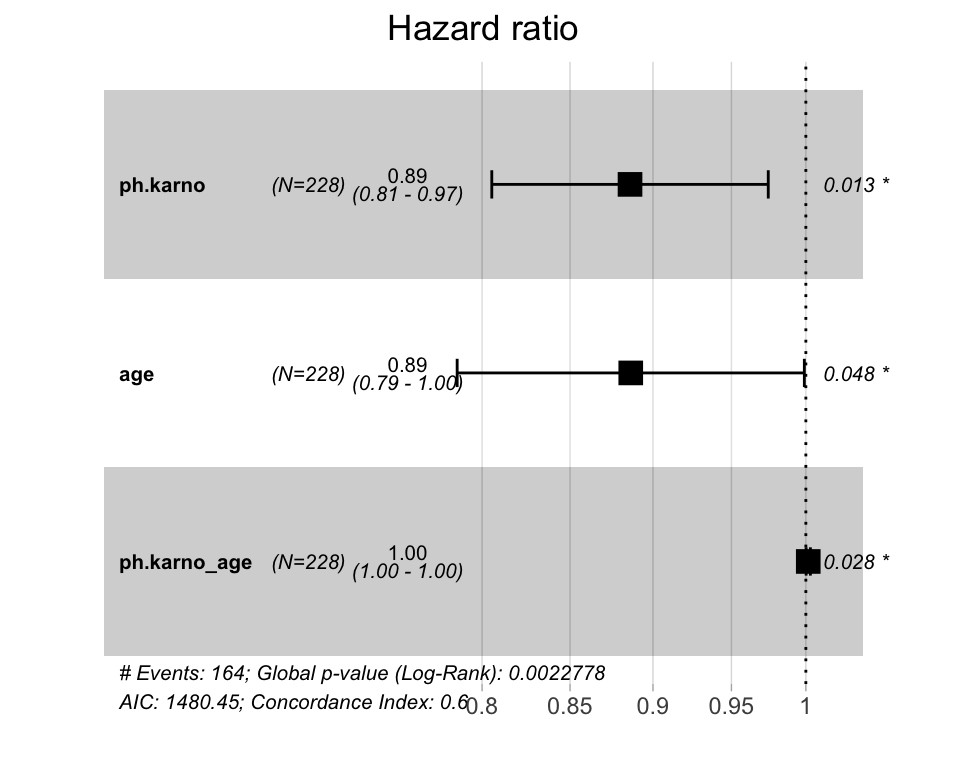 Hazard ratio
ph.karno (N=228) 0.89 0.013 *
(0.81 - 0.97)
age (N=228) 0.89 0.048 *
(0.79 - 1.00)
ph.karno_age (N=228) 1.00 0.028 *
(1.00 - 1.00)
# Events: 164; Global p-value (Log-Rank): 0.0022778
AIC: 1480.45; Concordance Index: 0.6
0.8 0.85 0.9 0.95 1